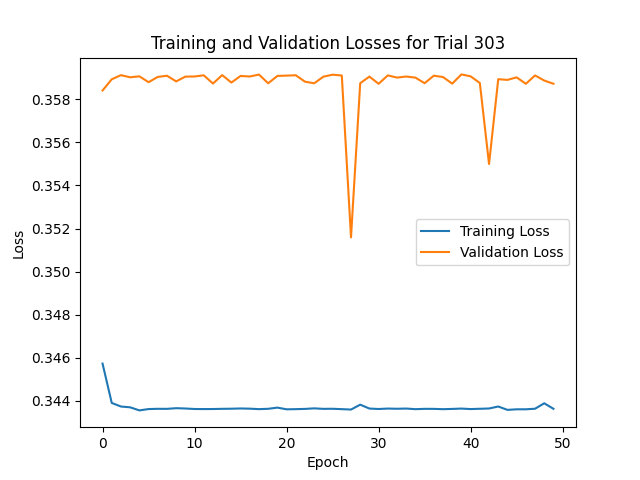 Training and Validation Losses for Trial 303
0.358
0.356
0.354
0.352
0.350
0.348
0.346
0.344
Loss
Training Loss
Validation Loss
0 10 20 30 40 50
Epoch